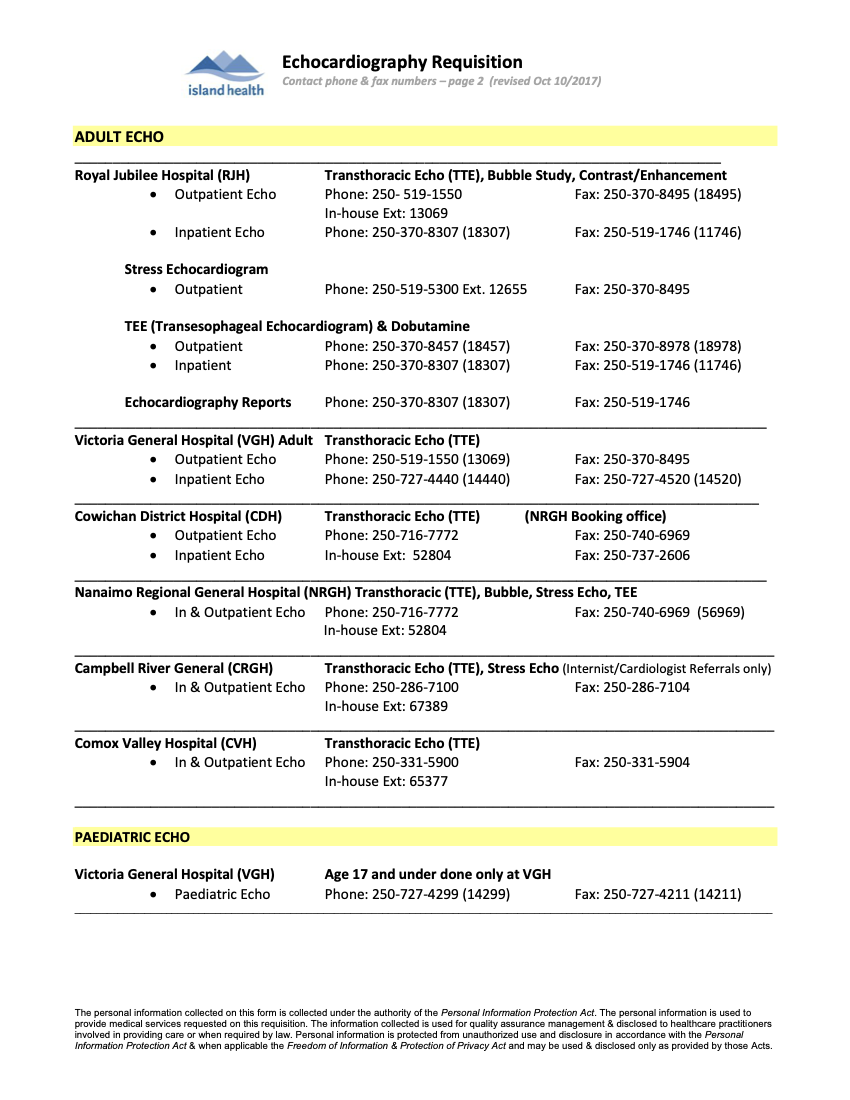 Echocardiography Requisition
Contact phone & fax numbers – page 2 (revised Oct 10/2017)
island health
ADULT ECHO
Royal Jubilee Hospital (RJH) Transthoracic Echo (TTE), Bubble Study, Contrast/Enhancement
• Outpatient Echo Phone: 250- 519-1550 Fax: 250-370-8495 (18495)
In-house Ext: 13069
• Inpatient Echo Phone: 250-370-8307 (18307) Fax: 250-519-1746 (11746)
Stress Echocardiogram
• Outpatient Phone: 250-519-5300 Ext. 12655 Fax: 250-370-8495
TEE (Transesophageal Echocardiogram) & Dobutamine
• Outpatient Phone: 250-370-8457 (18457) Fax: 250-370-8978 (18978)
• Inpatient Phone: 250-370-8307 (18307) Fax: 250-519-1746 (11746)
Echocardiography Reports Phone: 250-370-8307 (18307) Fax: 250-519-1746
Victoria General Hospital (VGH) Adult Transthoracic Echo (TTE)
• Outpatient Echo Phone: 250-519-1550 (13069) Fax: 250-370-8495
• Inpatient Echo Phone: 250-727-4440 (14440) Fax: 250-727-4520 (14520)
Cowichan District Hospital (CDH) Transthoracic Echo (TTE) (NRGH Booking office)
• Outpatient Echo Phone: 250-716-7772 Fax: 250-740-6969
• Inpatient Echo In-house Ext: 52804 Fax: 250-737-2606
Nanaimo Regional General Hospital (NRGH) Transthoracic (TTE), Bubble, Stress Echo, TEE
• In & Outpatient Echo Phone: 250-716-7772 Fax: 250-740-6969 (56969)
In-house Ext: 52804
Campbell River General (CRGH) Transthoracic Echo (TTE), Stress Echo (Internist/Cardiologist Referrals only)
• In & Outpatient Echo Phone: 250-286-7100 Fax: 250-286-7104
In-house Ext: 67389
Comox Valley Hospital (CVH) Transthoracic Echo (TTE)
• In & Outpatient Echo Phone: 250-331-5900 Fax: 250-331-5904
In-house Ext: 65377
PAEDIATRIC ECHO
Victoria General Hospital (VGH) Age 17 and under done only at VGH
• Paediatric Echo Phone: 250-727-4299 (14299) Fax: 250-727-4211 (14211)
The personal information collected on this form is collected under the authority of the Personal Information Protection Act. The personal information is used to
provide medical services requested on this requisition. The information collected is used for quality assurance management & disclosed to healthcare practitioners
involved in providing care or when required by law. Personal information is protected from unauthorized use and disclosure in accordance with the Personal
Information Protection Act & when applicable the Freedom of Information & Protection of Privacy Act and may be used & disclosed only as provided by those Acts.